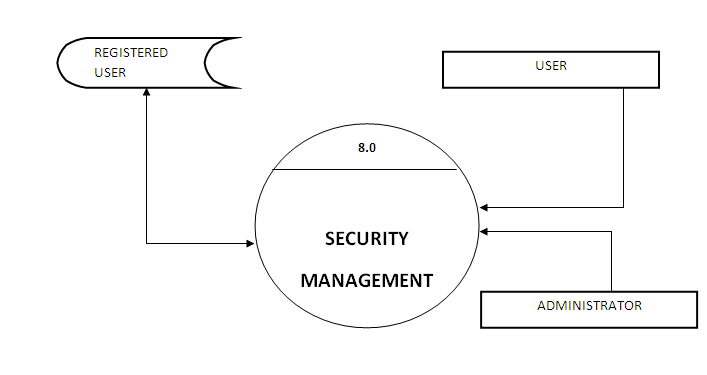 REGISTERED
USER
USER
8.0
SECURITY
MANAGEMENT
ADMINISTRATOR